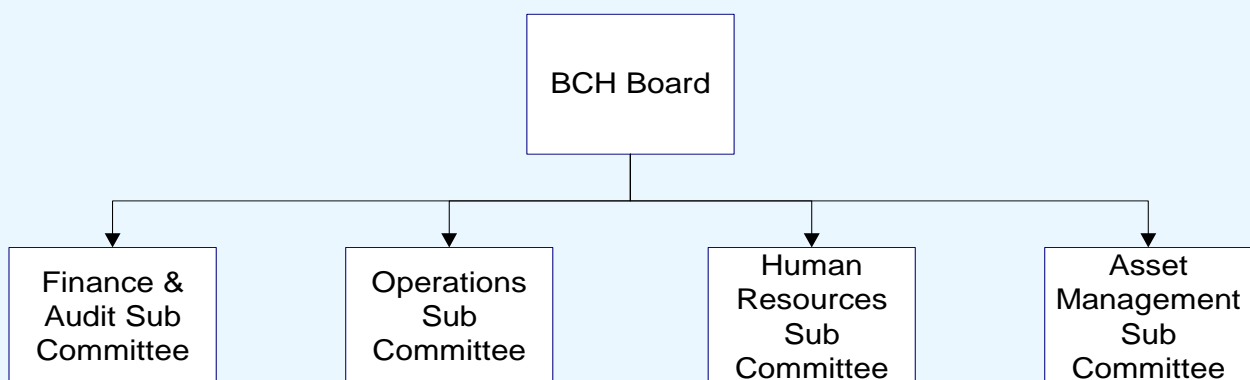 BCH Board
Finance &
Audit Sub
Committee
Operations
Sub
Committee
Human
Resources
Sub
Committee
Asset
Management
Sub
Committee